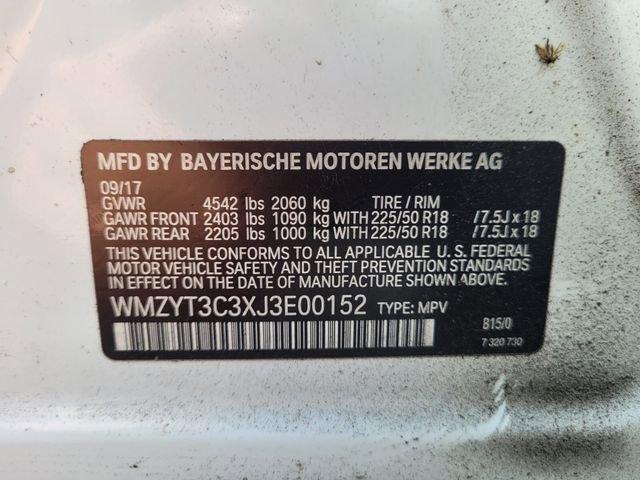 MFD BY BAYERISCHE MOTOREN WERKE AG
09/17
GVWR 4542 lbs 2060 kg TIRE / RIM
GAWR FRONT 2403 lbs 1090 kg WITH 225/50 R18 / 7.5J x 18
GAWR REAR 2205 lbs 1000 kg WITH 225/50 R18 / 7.5J x 18
THIS VEHICLE CONFORMS TO ALL APPLICABLE U. S. FEDERAL
MOTOR VEHICLE SAFETY AND THEFT PREVENTION STANDARDS
IN EFFECT ON THE DATE OF MANUFACTURE SHOWN ABOVE.
WMZYT3C3XJ3E00152 TYPE: MPV
B15/0
7 320 730